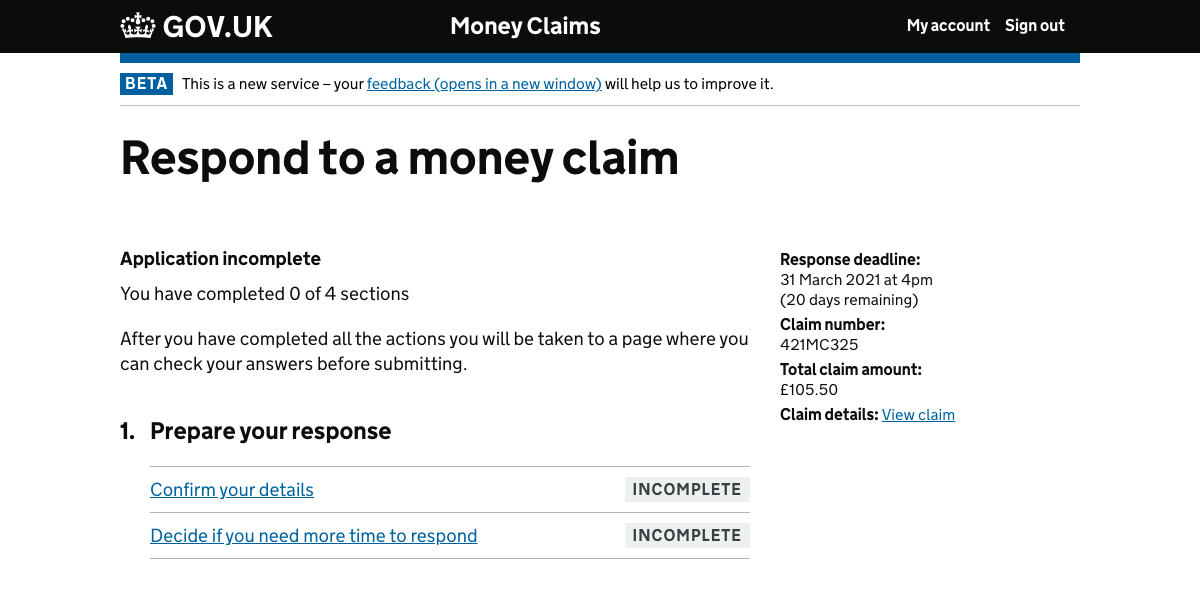 GOV.UK Money Claims My account Sign out
BETA This is a new service – your feedback (opens in a new window) will help us to improve it.
Respond to a money claim
Application incomplete
You have completed 0 of 4 sections
After you have completed all the actions you will be taken to a page where you
can check your answers before submitting.
1. Prepare your response
Confirm your details INCOMPLETE
Decide if you need more time to respond INCOMPLETE
Response deadline:
31 March 2021 at 4pm
(20 days remaining)
Claim number:
421MC325
Total claim amount:
£105.50
Claim details: View claim